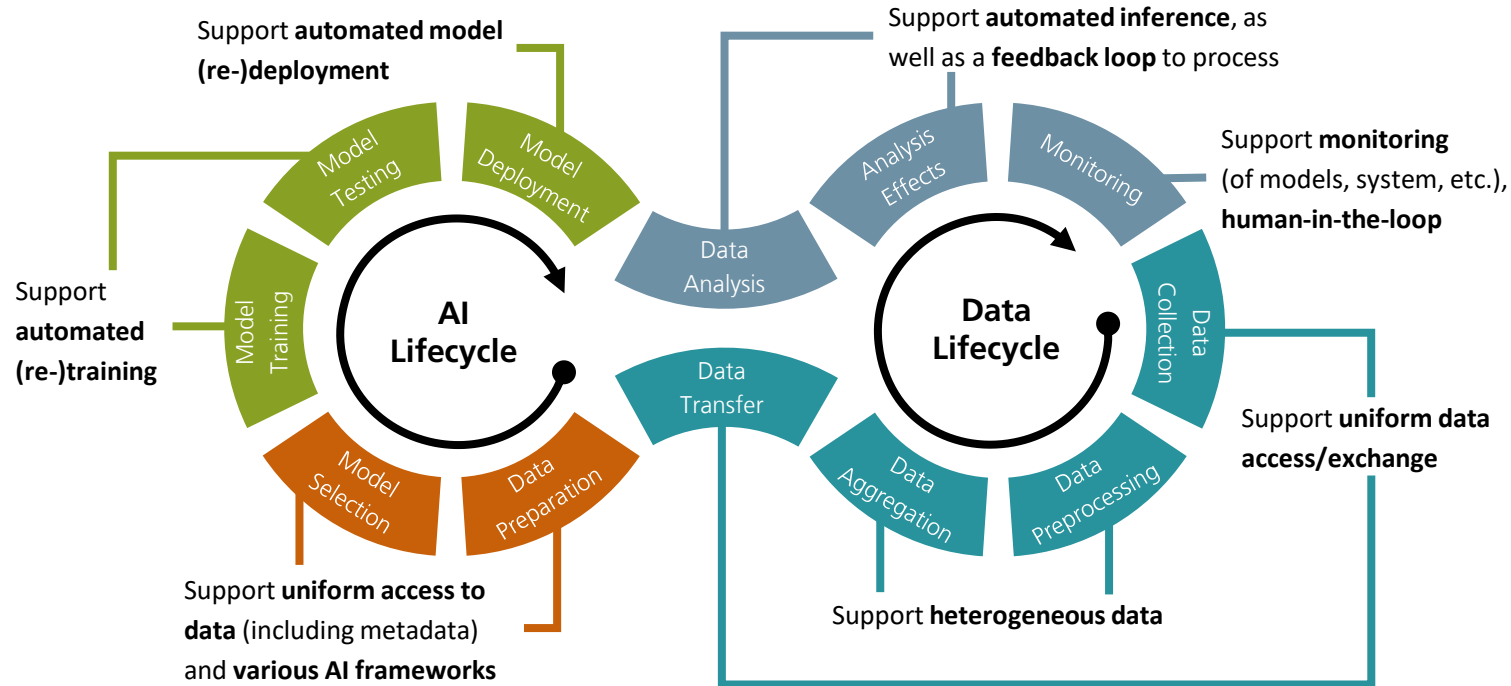 Support automated model
(re-)deployment
Support automated inference, as
well as a feedback loop to process
Support monitoring
(of models, system, etc.),
human-in-the-loop
Model
Testing
Model
Deployment
Analysis
Effects
Monitoring
Data
Analysis
Data
Collection
Support
automated
(re-)training
Model
Training
AI
Lifecycle
Data
Lifecycle
Data
Transfer
Support uniform data
access/exchange
Model
Selection
Data
Preparation
Data
Aggregation
Data
Preprocessing
Support uniform access to
data (including metadata)
and various AI frameworks
Support heterogeneous data